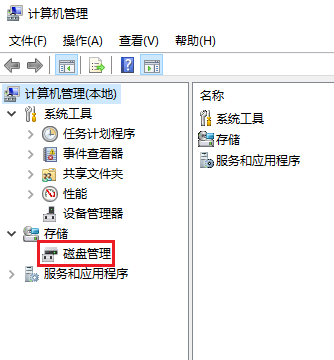 计算机管理
文件(F) 操作(A) 查看(V) 帮助(H)
计算机管理(本地)
系统工具
任务计划程序
事件查看器
共享文件夹
性能
设备管理器
存储
磁盘管理
服务和应用程序
名称
系统工具
存储
服务和应用程序